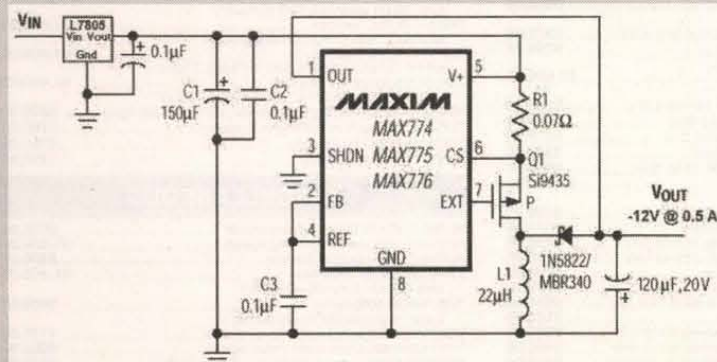 VIN
L7805
Vin Vout
Gnd
0.1µF
C1
150µF
C2
0.1µF
1
OUT
V+
5
MAXIM
MAX774
MAX775
MAX776
R1
0.07Ω
3
SHDN
CS
6
Q1
Si9435
2
FB
EXT
7
P
VOUT
-12V @ 0.5 A
4
REF
GND
8
C3
0.1µF
L1
22µH
1N5822/
MBR340
120µF,20V